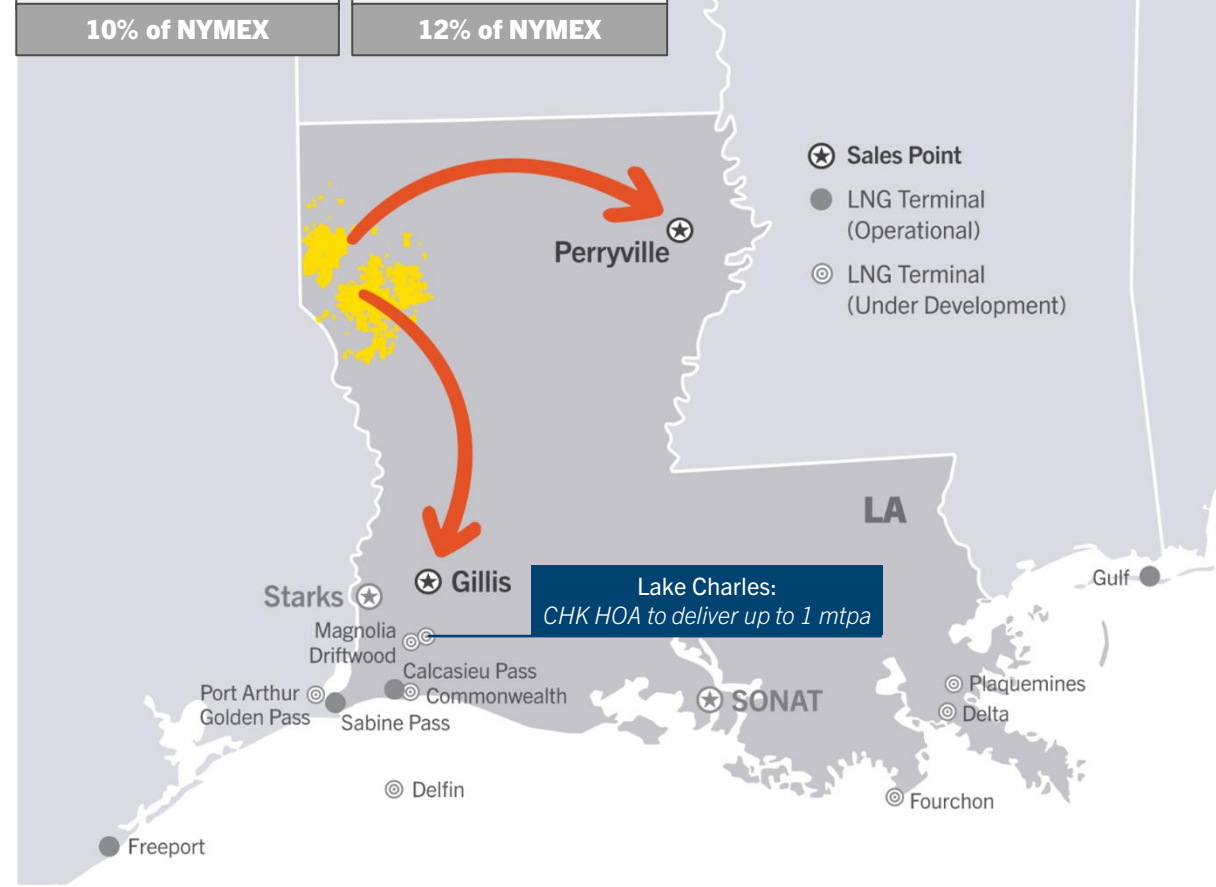 10% of NYMEX
12% of NYMEX
Sales Point
LNG Terminal
(Operational)
LNG Terminal
(Under Development)
Perryville
LA
Gillis
Starks
Lake Charles:
CHK HOA to deliver up to 1 mtpa
Gulf
Magnolia
Driftwood
Calcasieu Pass
Commonwealth
Port Arthur
Golden Pass
Sabine Pass
SONAT
Plaquemines
Delta
Delfin
Fourchon
Freeport